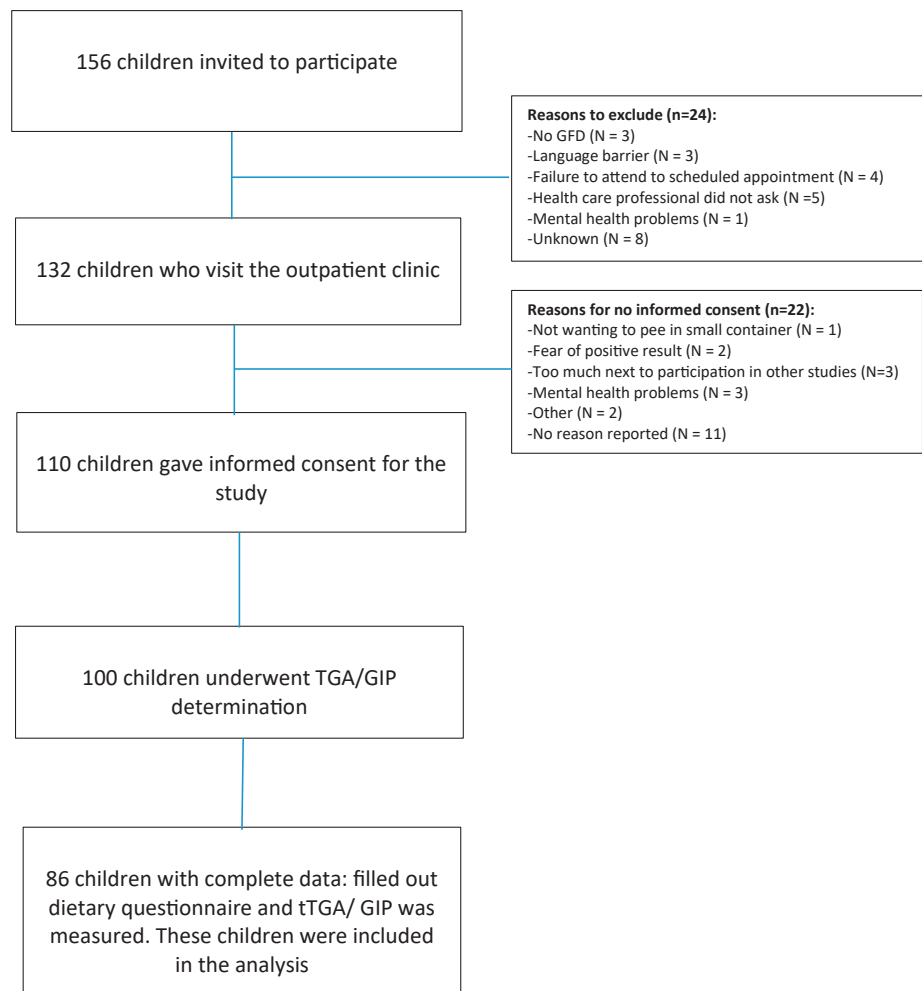 156 children invited to participate
Reasons to exclude (n=24):
-No GFD (N = 3)
-Language barrier (N = 3)
-Failure to attend to scheduled appointment (N = 4)
-Health care professional did not ask (N =5)
-Mental health problems (N = 1)
-Unknown (N = 8)
132 children who visit the outpatient clinic
Reasons for no informed consent (n=22):
-Not wanting to pee in small container (N = 1)
-Fear of positive result (N = 2)
-Too much next to participation in other studies (N=3)
-Mental health problems (N = 3)
-Other (N = 2)
-No reason reported (N = 11)
110 children gave informed consent for the
study
100 children underwent TGA/GIP
determination
86 children with complete data: filled out
dietary questionnaire and tTGA/ GIP was
measured. These children were included
in the analysis